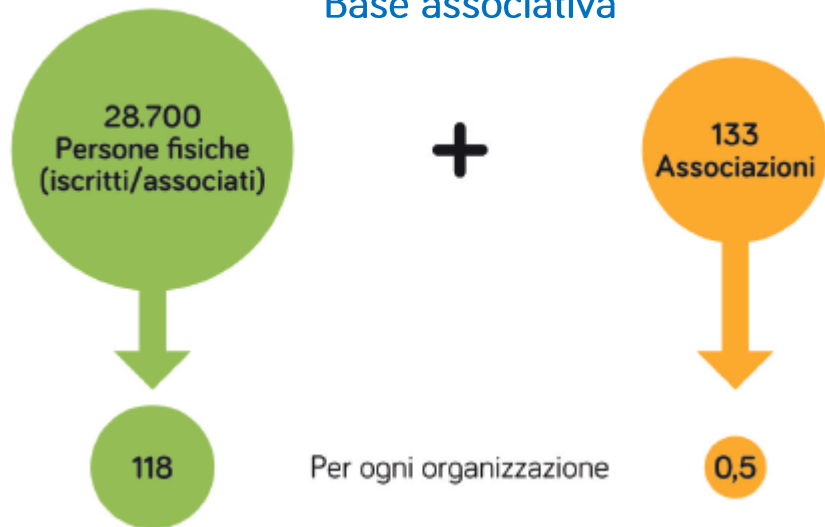 Base associativa
28.700
Persone fisiche
(iscritti/associati)
+
133
Associazioni
118
Per ogni organizzazione
0,5